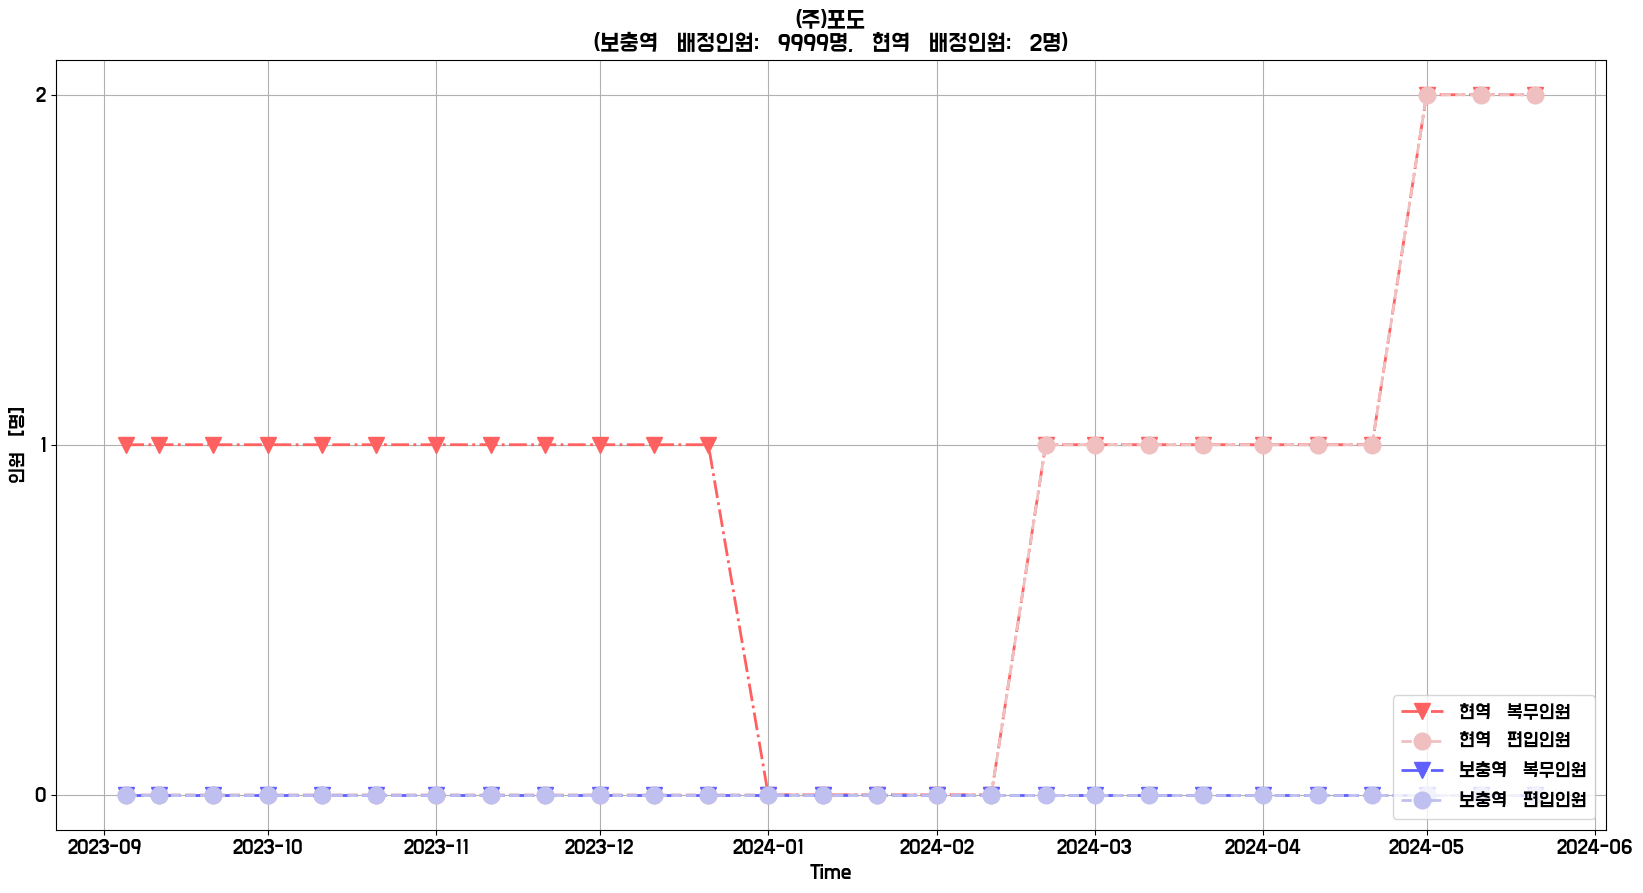 (주)포도
(보충역 배정인원: 9999명, 현역 배정인원: 2명)
2
1
0
인원 [명]
현역 복무인원
현역 편입인원
보충역 복무인원
보충역 편입인원
2023-09 2023-10 2023-11 2023-12 2024-01 2024-02 2024-03 2024-04 2024-05 2024-06
Time